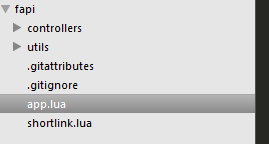 fapi
controllers
utils
.gitattributes
.gitignore
app.lua
shortlink.lua